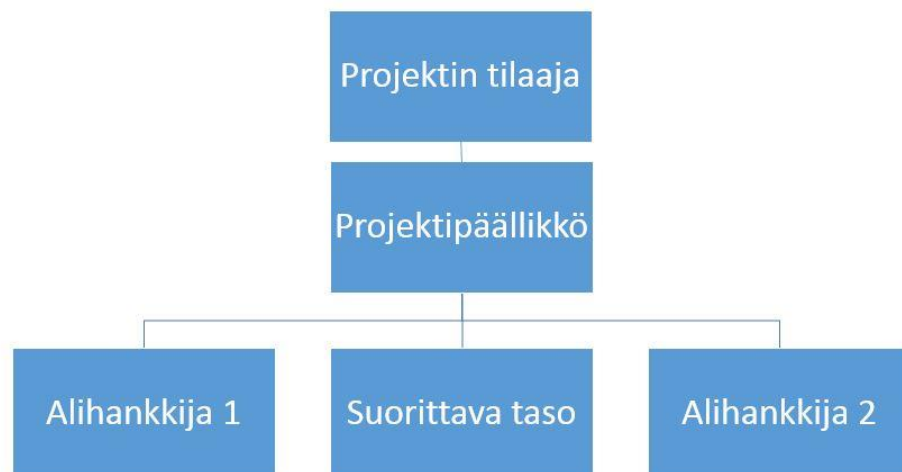 Projektin tilaaja
Projektipäällikkö
Alihankkija 1
Suorittava taso
Alihankkija 2